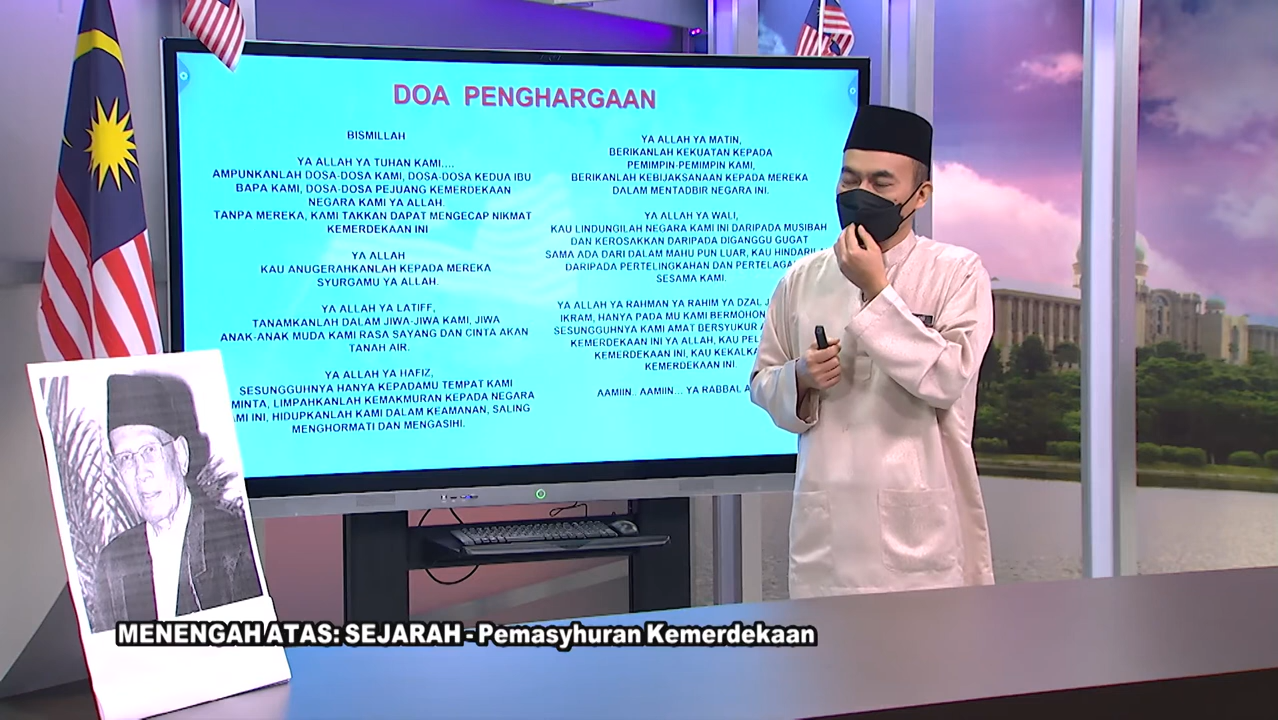 DOA PENGHARGAAN
BISMILLAH
YA ALLAH YA TUHAN KAMI....
AMPUNKANLAH DOSA-DOSA KAMI, DOSA-DOSA KEDUA IBU
BAPA KAMI, DOSA-DOSA PEJUANG KEMERDEKAAN
NEGARA KAMI YA ALLAH.
TANPA MEREKA, KAMI TAKKAN DAPAT MENGECAP NIKMAT
KEMERDEKAAN INI
YA ALLAH
KAU ANUGERAHKANLAH KEPADA MEREKA
SYURGAMU YA ALLAH.
YA ALLAH YA LATIFF,
TANAMKANLAH DALAM JIWA-JIWA KAMI, JIWA
ANAK-ANAK MUDA KAMI RASA SAYANG DAN CINTA AKAN
TANAH AIR.
YA ALLAH YA HAFIZ,
SESUNGGUHNYA HANYA KEPADAMU TEMPAT KAMI
MINTA, LIMPAHKANLAH KEMAKMURAN KEPADA NEGARA
INI, HIDUPKANLAH KAMI DALAM KEAMANAN, SALING
MENGHORMATI DAN MENGASIHI.
YA ALLAH YA MATIN,
BERIKANLAH KEKUATAN KEPADA
PEMIMPIN-PEMIMPIN KAMI,
BERIKANLAH KEBIJAKSANAAN KEPADA MEREKA
DALAM MENTADBIR NEGARA INI.
YA ALLAH YA WALI,
KAU LINDUNGILAH NEGARA KAMI INI DARIPADA MUSIBAH
DAN KEROSAKKAN DARIPADA DIGANGGU GUGAT
SAMA ADA DARI DALAM MAHU PUN LUAR, KAU HINDARI
DARIPADA PERTELINGKAHAN DAN
SESAMA KAMI.
YA ALLAH YA RAHMAN YA RAHIM YA DZAL
IKRAM, HANYA PADA MU KAMI BERMOHON
SESUNGGUHNYA KAMI AMAT BERSYUKUR
KEMERDEKAAN INI YA ALLAH, KAU
KEMERDEKAAN INI, KAU
KEMERDEKAAN INI.
AAMIIN.. AAMIIN... YA RABBAL
MENENGAH ATAS: SEJARAH - Pemasyhuran Kemerdekaan